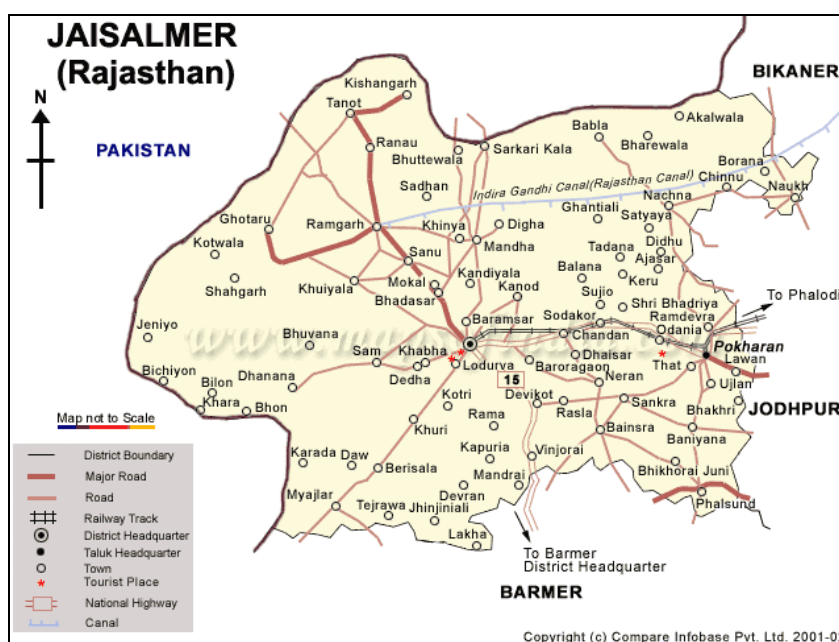 JAISALMER
(Rajasthan)
N
PAKISTAN
BIKANER
Kishangarh
Tanot
Ranau
Bhuttewala
Sarkari Kala
Babla
Akalwala
Bharewala
Borana
Chinnu
Naukh
Sadhan
Indira Gandhi Canal(Rajasthan Canal)
Nachna
Ghotaru
Ramgarh
Khinya
Digha
Ghantiali
Satyaya
Kotwala
Sanu
Mandha
Didhu
Tadana
Ajasar
Shahgarh
Khuiyala
Mokal
Kandiyala
Balana
Keru
Bhadasar
Kanod
Sujio
Shri Bhadriya
To Phalodi
Baramsar
Sodakor
Ramdevra
Jeniyo
Odania
Bhuvana
Chandan
Pokharan
Sam
Khabha
Dhaisar
Lawan
Dedha
Lodurva
Baroragaon
That
Bichiyon
Bilon
Dhanana
15
Neran
Ujlan
Khara
Bhon
Kotri
Devikot
Rasla
Sankra
Bhakhri
JODHPUR
Map not to Scale
Khuri
Rama
Bainsra
Baniyana
Karada
Daw
Berisala
Kapuria
Vinjorai
Bhikhorai Juni
Mandrai
Myajlar
Devran
Phalsund
Tejrawa
Jhinjiniali
Lakha
To Barmer
District Headquarter
BARMER
District Boundary
Major Road
Road
Railway Track
District Headquarter
Taluk Headquarter
Town
Tourist Place
National Highway
Canal
Copyright (c) Compare Infobase Pvt. Ltd. 2001-0